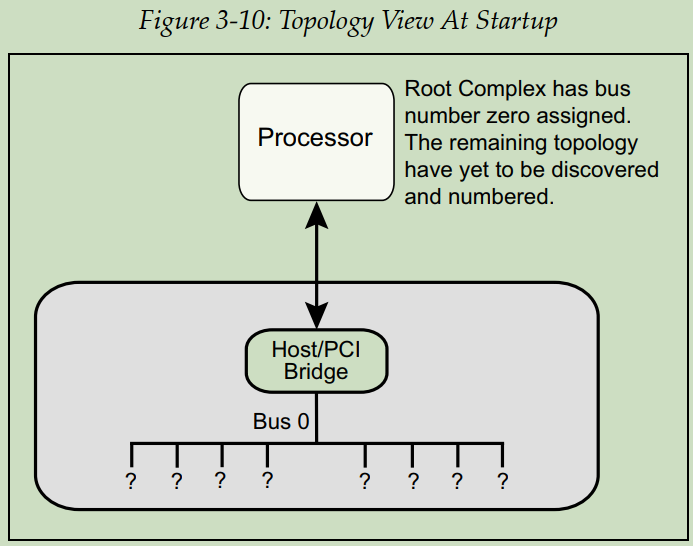 Figure 3-10: Topology View At Startup
Processor
Root Complex has bus
number zero assigned.
The remaining topology
have yet to be discovered
and numbered.
Host/PCI
Bridge
Bus 0
? ? ? ? ? ? ? ?